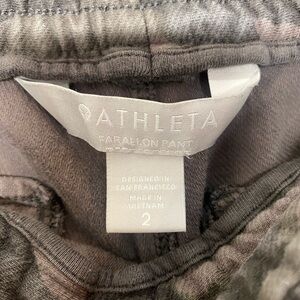 ATHLETA
FARALLON PANT
DESIGNED IN
SAN FRANCISCO
MADE IN
VIETNAM
2